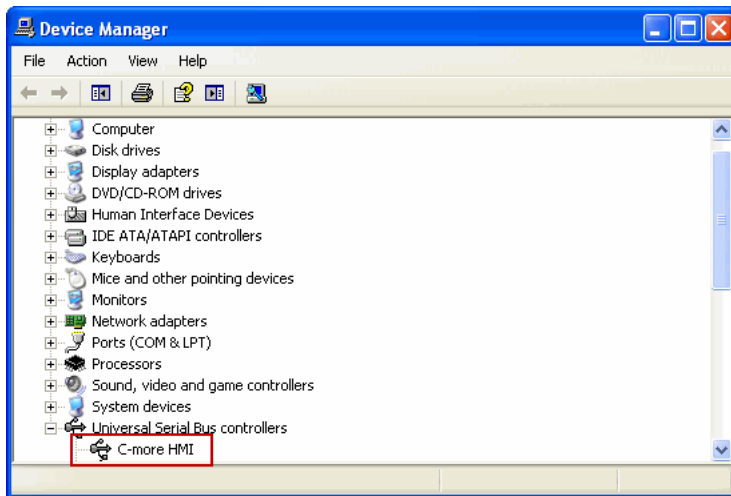 Device Manager
File Action View Help
Computer
Disk drives
Display adapters
DVD/CD-ROM drives
Human Interface Devices
IDE ATA/ATAPI controllers
Keyboards
Mice and other pointing devices
Monitors
Network adapters
Ports (COM & LPT)
Processors
Sound, video and game controllers
System devices
Universal Serial Bus controllers
C-more HMI